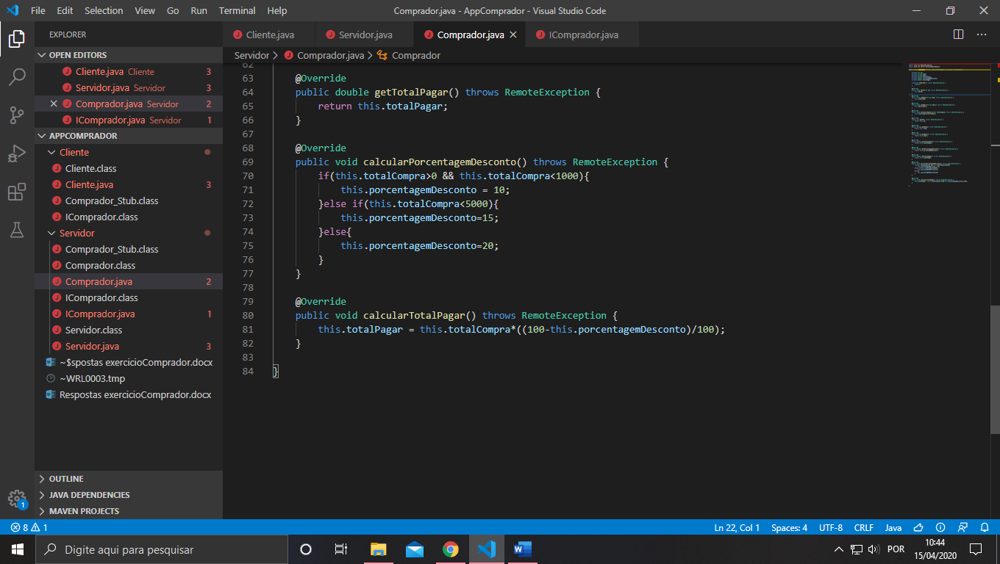 File Edit Selection View Go Run Terminal Help Comprador.java - AppComprador - Visual Studio Code
EXPLORER
Cliente.java Servidor.java Comprador.java IComprador.java
OPEN EDITORS
Servidor > Comprador.java > Comprador
Cliente.java Cliente 3
Servidor.java Servidor 3
Comprador.java Servidor 2
IComprador.java Servidor 1
APPCOMPRADOR
Cliente
Cliente.class
Cliente.java 3
Comprador_Stub.class
IComprador.class
Servidor
Comprador_Stub.class
Comprador.class
Comprador.java 2
IComprador.class
IComprador.java 1
Servidor.class
Servidor.java 3
~$spostas exercicioComprador.docx
~WRL0003.tmp
Respostas exercicioComprador.docx
OUTLINE
JAVA DEPENDENCIES
MAVEN PROJECTS
1
62
63 @Override
64 public double getTotalPagar() throws RemoteException {
65 return this.totalPagar;
66 }
67
68 @Override
69 public void calcularPorcentagemDesconto() throws RemoteException {
70 if(this.totalCompra>0 && this.totalCompra<1000){
71 this.porcentagemDesconto = 10;
72 }else if(this.totalCompra<5000){
73 this.porcentagemDesconto=15;
74 }else{
75 this.porcentagemDesconto=20;
76 }
77 }
78
79 @Override
80 public void calcularTotalPagar() throws RemoteException {
81 this.totalPagar = this.totalCompra*((100-this.porcentagemDesconto)/100);
82 }
83
84 }
8 1 Ln 22, Col 1 Spaces: 4 UTF-8 CRLF Java
Digite aqui para pesquisar
POR
10:44
15/04/2020